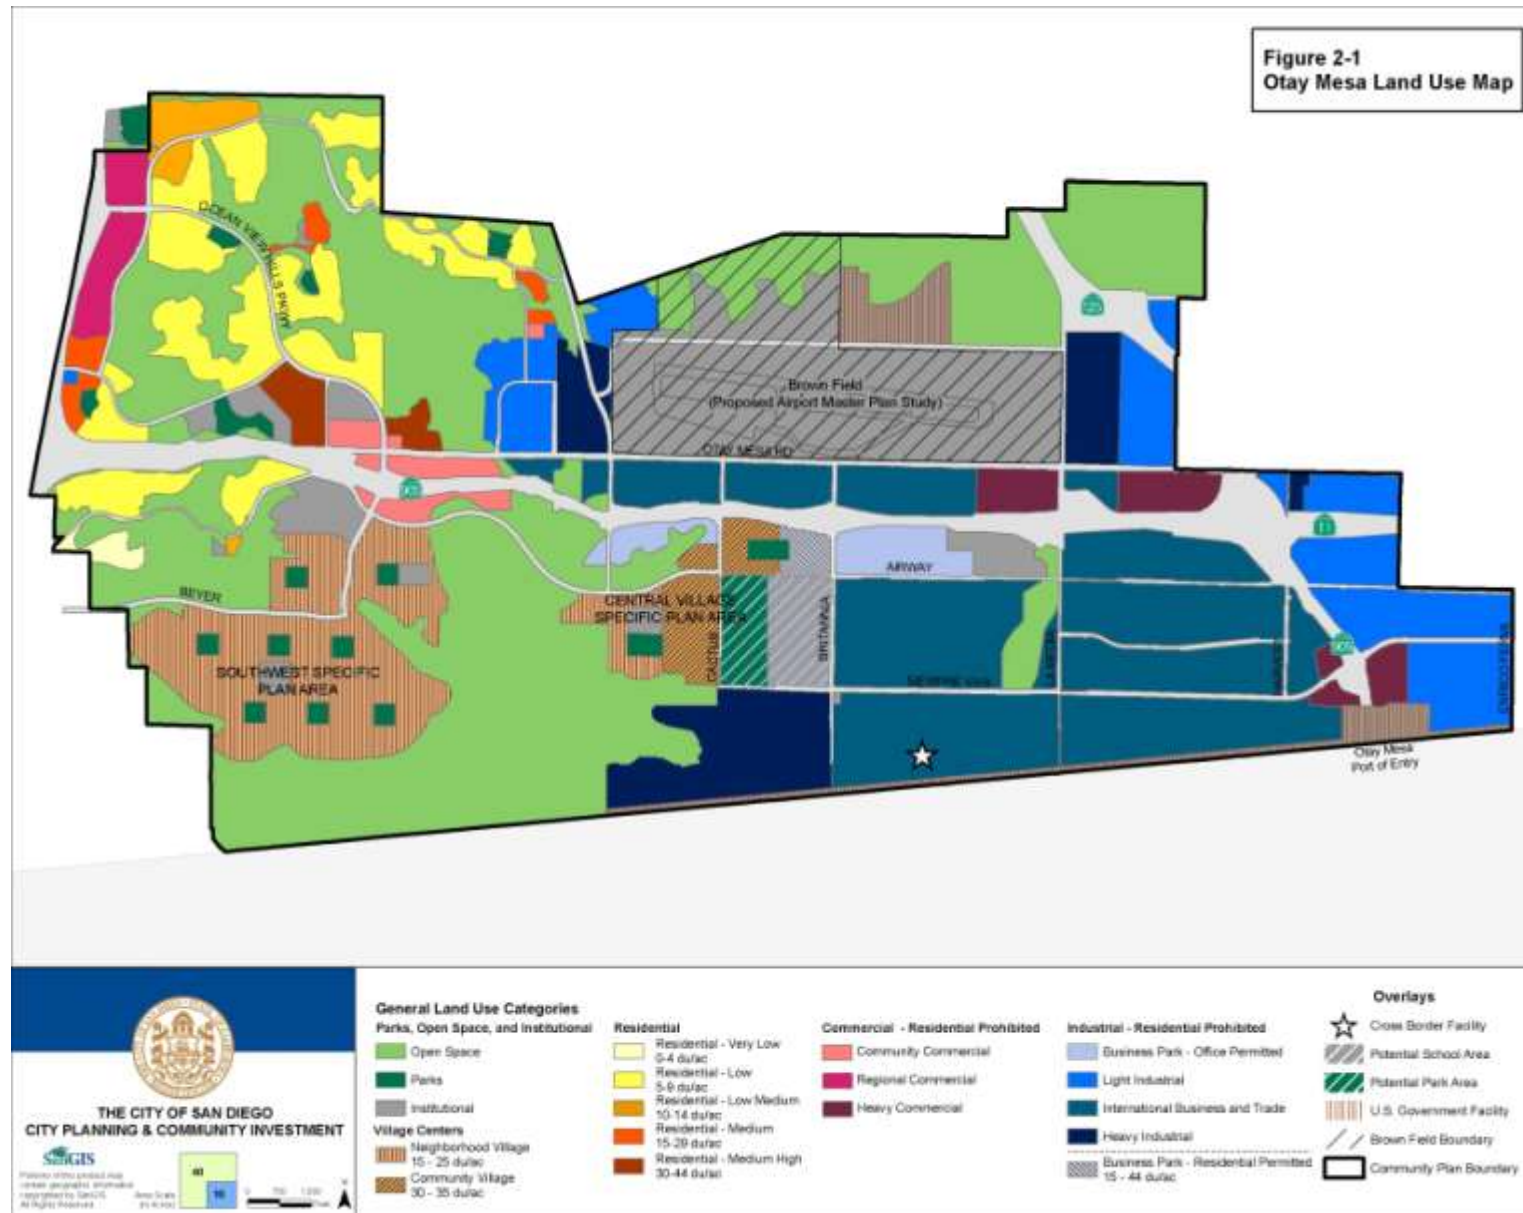 Figure 2-1
Otay Mesa Land Use Map
OCEAN VIEW HILLS PKWY
Brown Field
(Proposed Airport Master Plan Study)
OTAY MESA RD
125
905
11
AIRWAY
BEYER
CENTRAL VILLAGE
SPECIFIC PLAN AREA
CACTUS
BRITANNIA
SOUTHWEST SPECIFIC
PLAN AREA
905
Otay Mesa
Port of Entry
THE CITY OF SAN DIEGO
CITY PLANNING & COMMUNITY INVESTMENT
SanGIS
40
10
General Land Use Categories
Parks, Open Space, and Institutional
Open Space
Parks
Institutional
Village Centers
Neighborhood Village
15 - 25 du/ac
Community Village
30 - 35 du/ac
Residential
Residential - Very Low
0-4 du/ac
Residential - Low
5-9 du/ac
Residential - Low Medium
10-14 du/ac
Residential - Medium
15-29 du/ac
Residential - Medium High
30-44 du/ac
Commercial - Residential Prohibited
Community Commercial
Regional Commercial
Heavy Commercial
Industrial - Residential Prohibited
Business Park - Office Permitted
Light Industrial
International Business and Trade
Heavy Industrial
Business Park - Residential Permitted
15 - 44 du/ac
Overlays
Cross Border Facility
Potential School Area
Potential Park Area
U.S. Government Facility
Brown Field Boundary
Community Plan Boundary